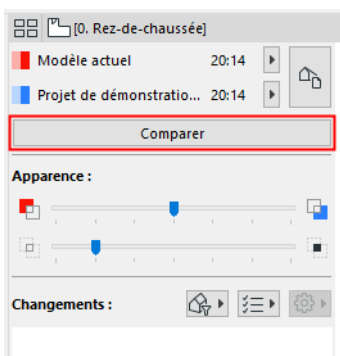 [0. Rez-de-chaussée]
Modèle actuel 20:14
Projet de démonstratio... 20:14
Comparer
Apparence :
Changements :